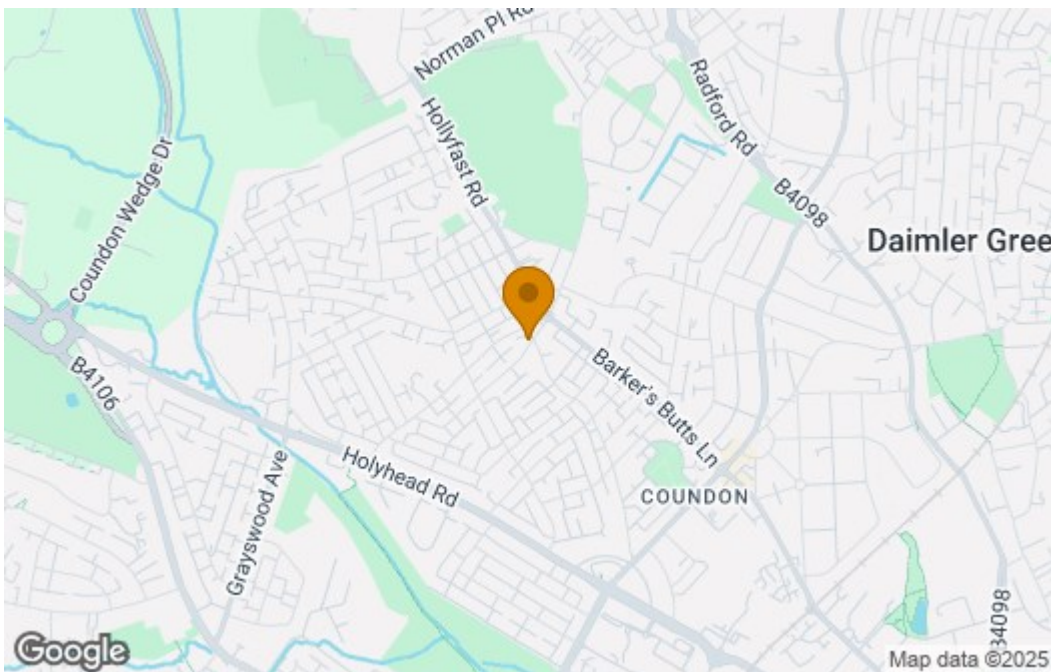 Norman Pl Rd
Hollyfast Rd
Radford Rd
B4098
Coundon Wedge Dr
Daimler Gree
B4106
Barker's Butts Ln
Holyhead Rd
Grayswood Ave
COUNDON
B4098
Google
Map data ©2025